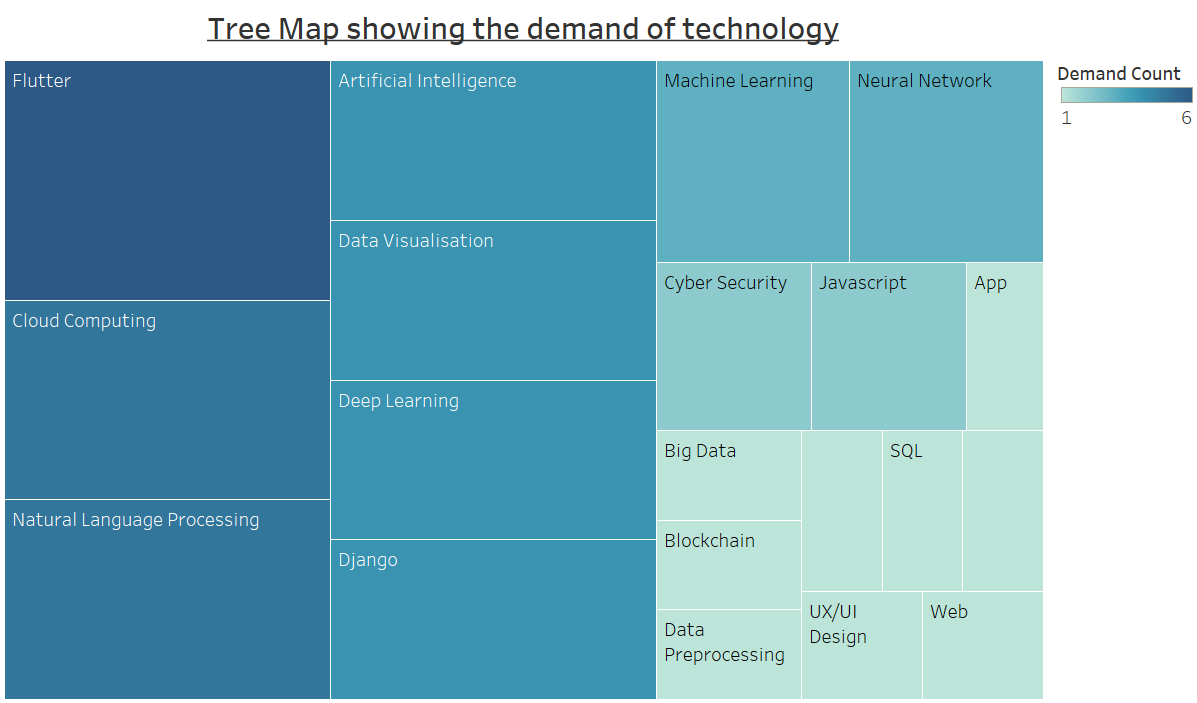 Tree Map showing the demand of technology
Flutter
Cloud Computing
Natural Language Processing
Artificial Intelligence
Data Visualisation
Deep Learning
Django
Machine Learning
Neural Network
Cyber Security
Javascript
App
Big Data
Blockchain
Data
Preprocessing
SQL
UX/UI
Design
Web
Demand Count
1
6